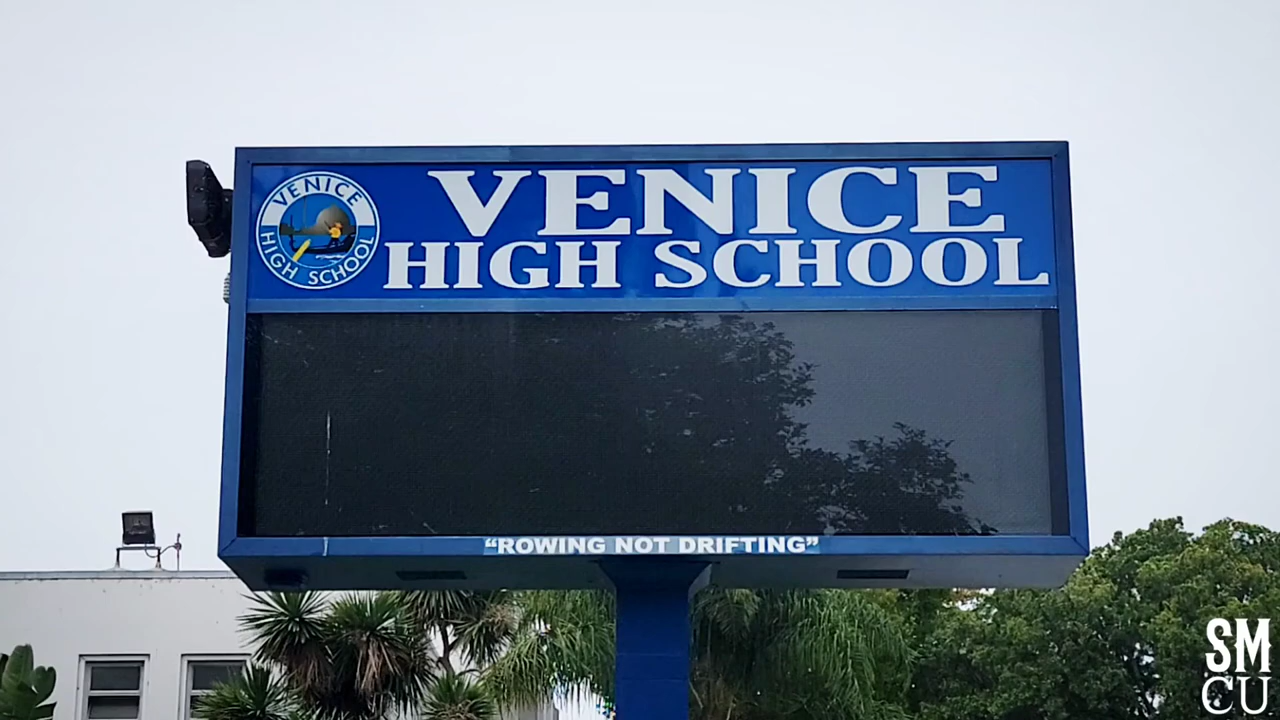 VENICE
HIGH SCHOOL
VENICE
HIGH SCHOOL
“ROWING NOT DRIFTING”
SM
CU